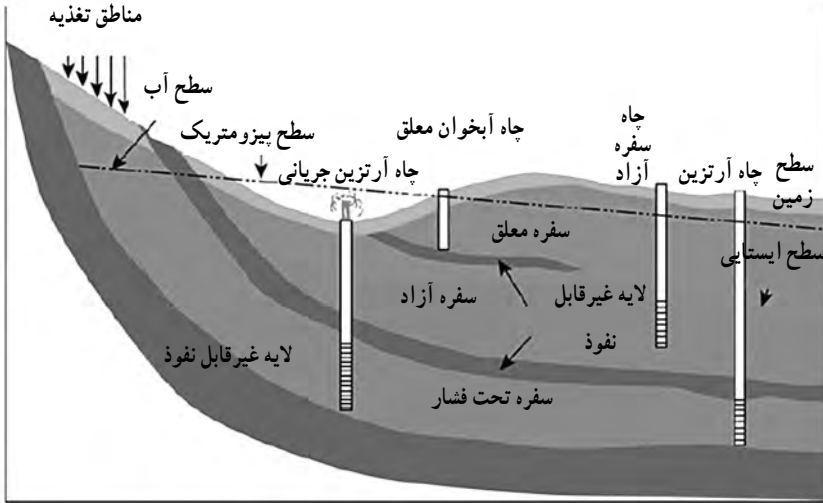 مناطق تغذیه
سطح آب
سطح پیزومتریک
چاه آبخوان معلق
چاه
سفره
آزاد
چاه آرتزین جریانی
چاه آرتزین
سطح
زمین
سفره معلق
سطح ایستایی
سفره آزاد
لایه غیرقابل
نفوذ
لایه غیرقابل نفوذ
سفره تحت فشار